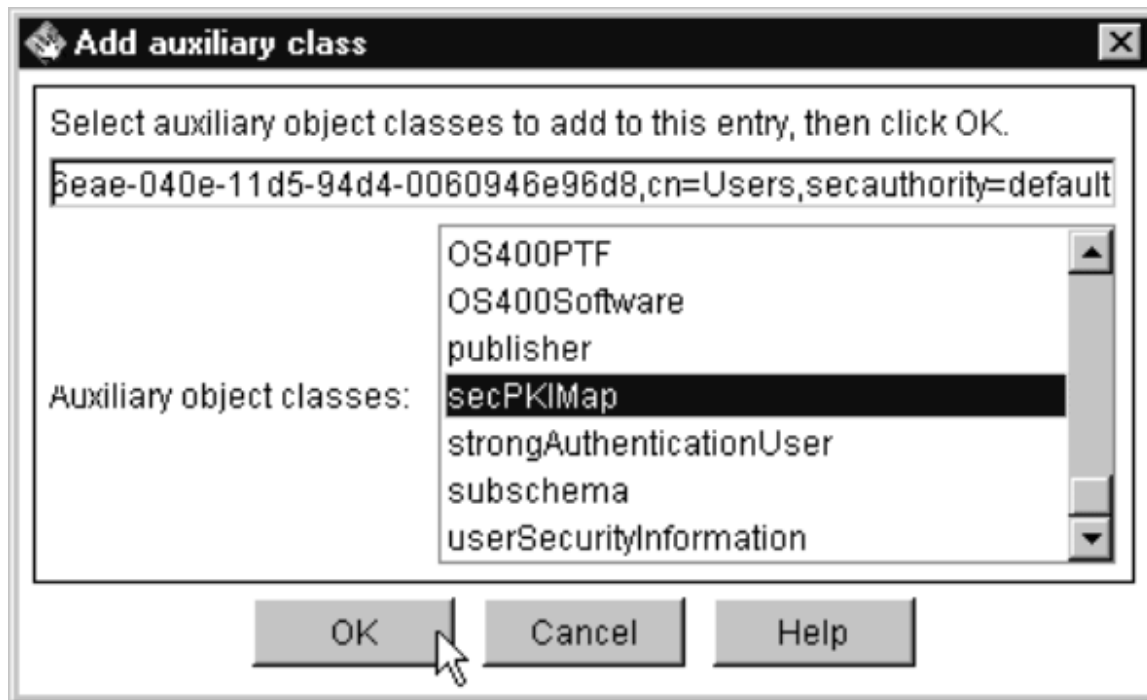 Add auxiliary class
Select auxiliary object classes to add to this entry, then click OK.
6eae-040e-11d5-94d4-0060946e96d8,cn=Users,secauthority=default
OS400PTF
OS400Software
publisher
Auxiliary object classes:
secPKIMap
strongAuthenticationUser
subschema
userSecurityInformation
OK
Cancel
Help